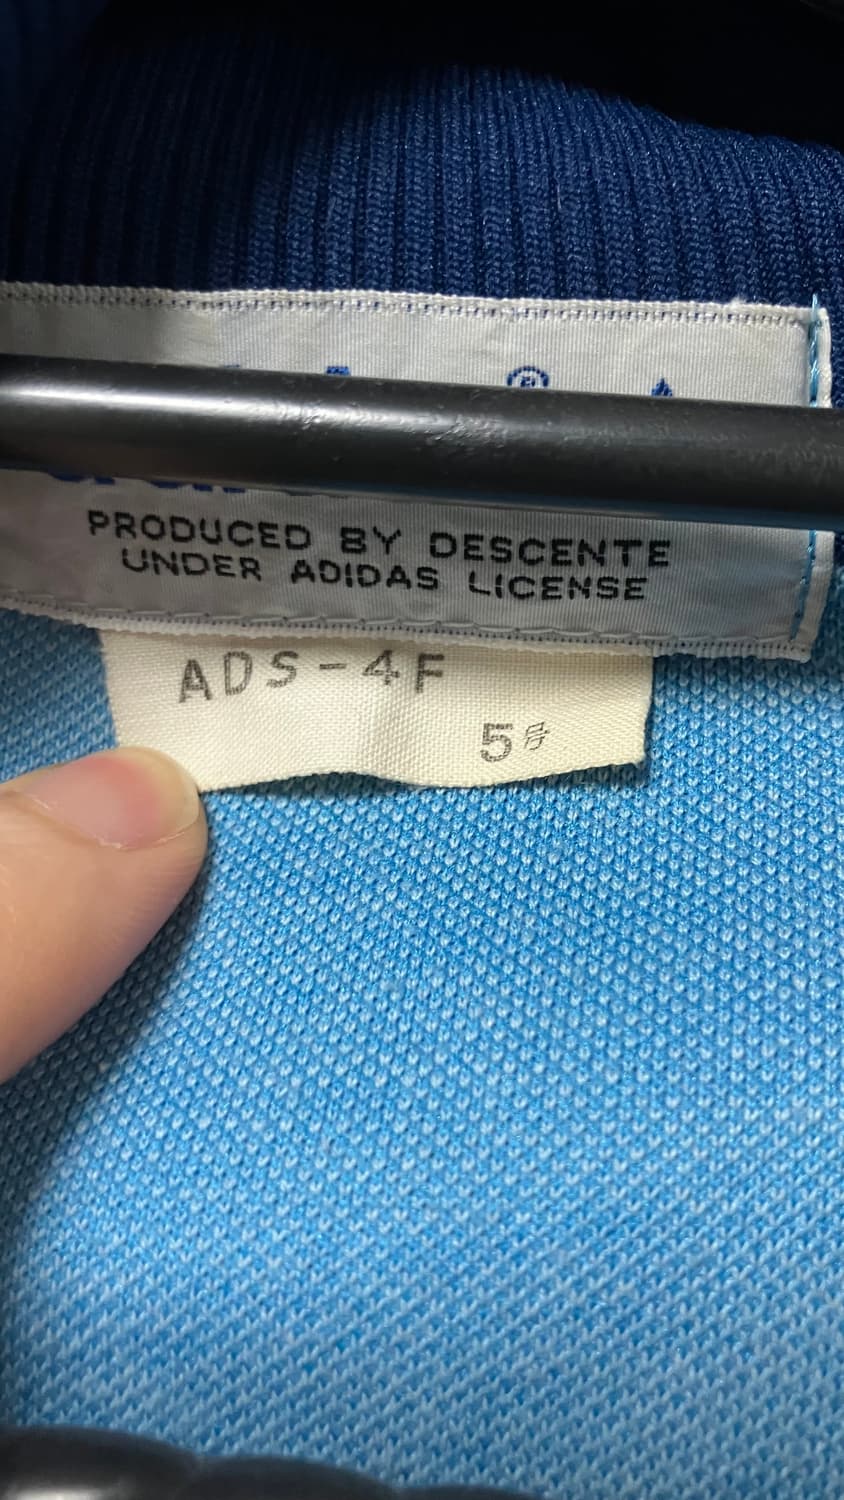 ®
PRODUCED BY DESCENTE
UNDER ADIDAS LICENSE
ADS-4F
5号